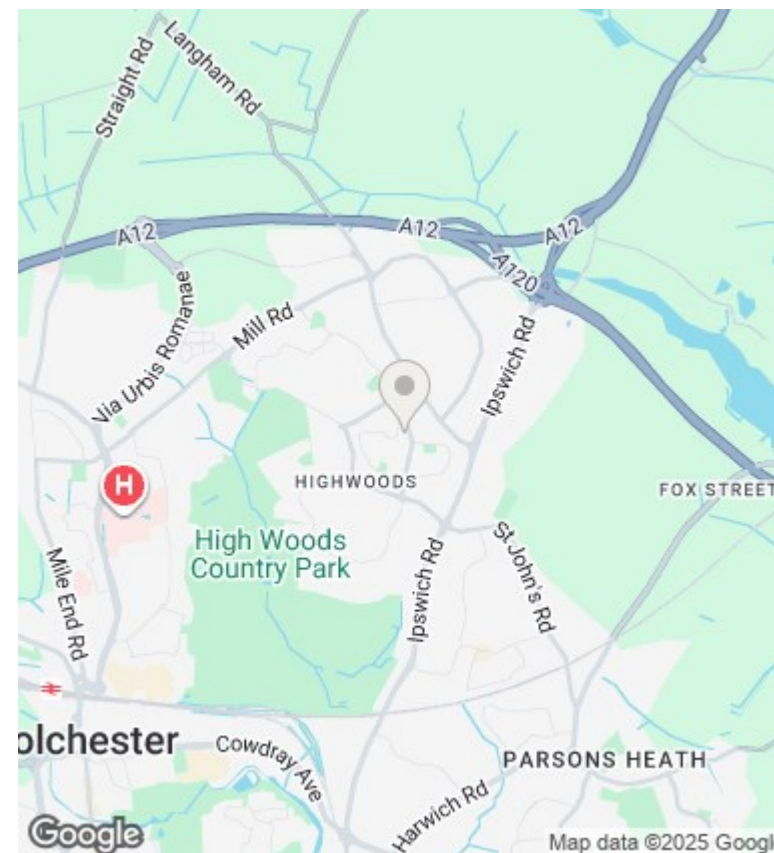 Straight Rd
Langham Rd
A12
A12
A12
A120
Via Urbis Romanae
Mill Rd
Ipswich Rd
HIGHWOODS
H
FOX STREET
High Woods
Country Park
Mile End Rd
Ipswich Rd
St John's Rd
olchester
Cowdray Ave
Harwich Rd
PARSONS HEATH
Google
Map data ©2025 Googl